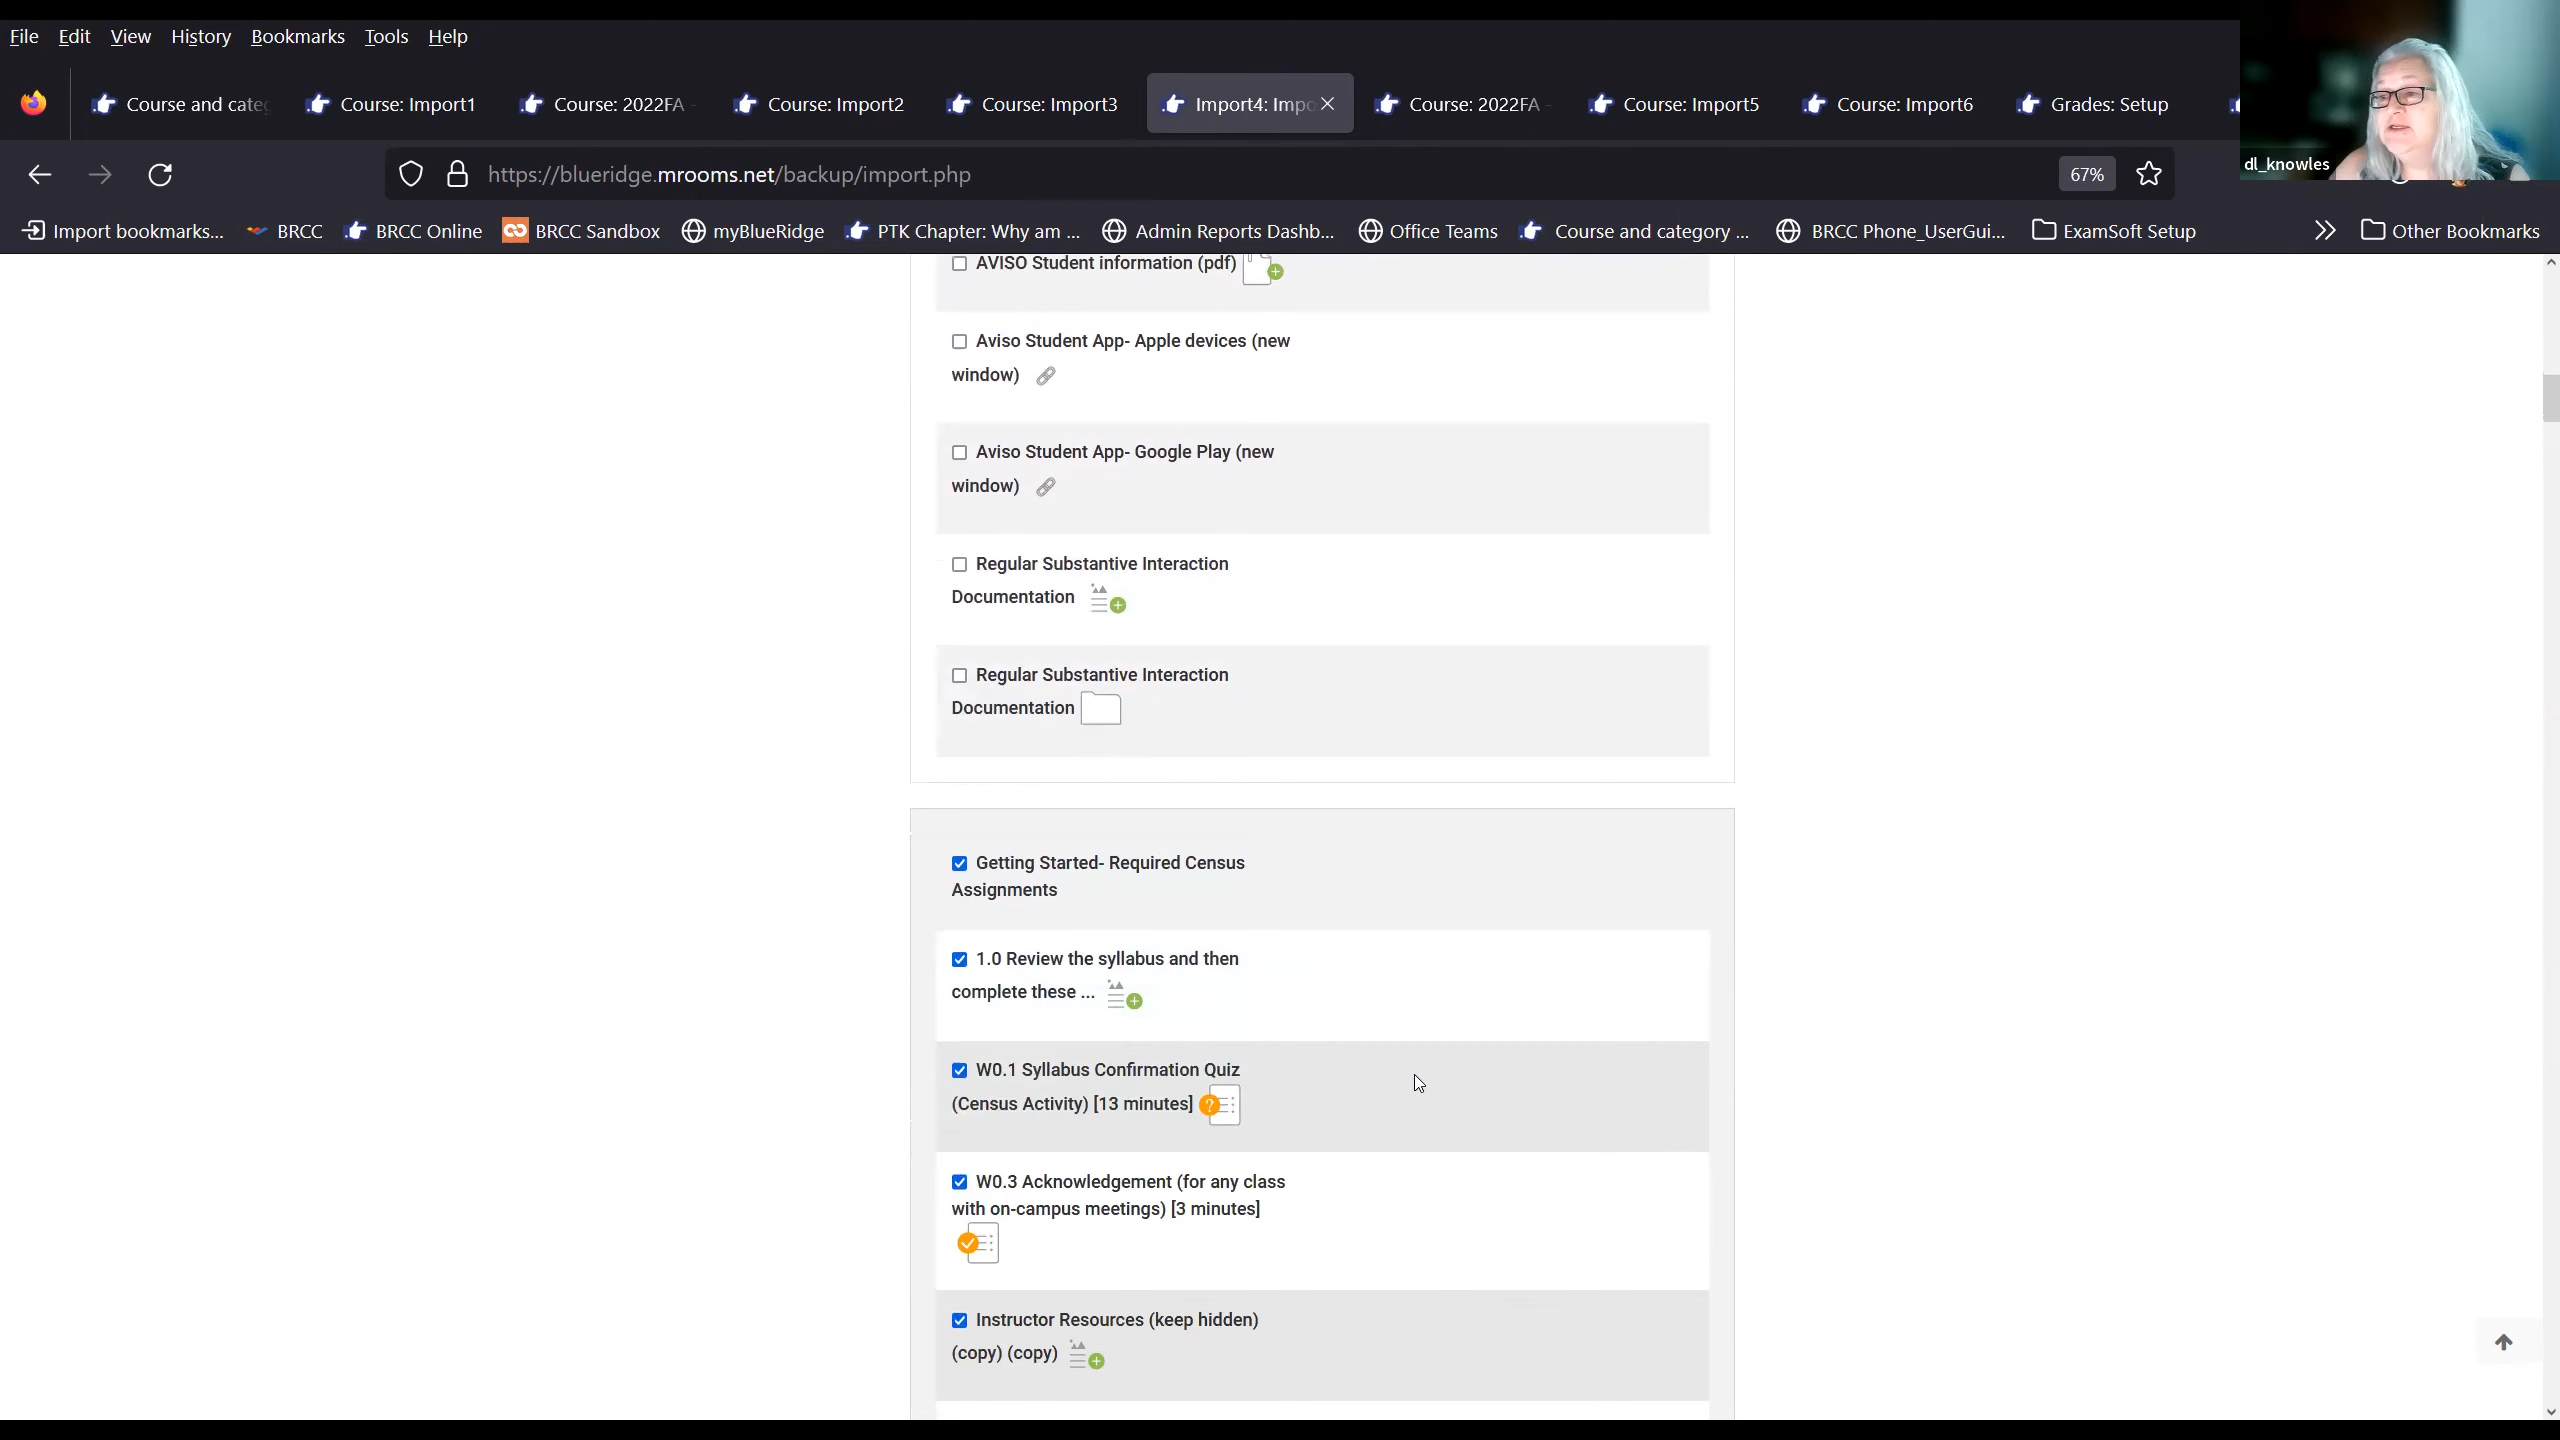 File Edit View History Bookmarks Tools Help
Course and cate
Course: Import1
Course: 2022FA -
Course: Import2
Course: Import3
Import4: Impo
Course: 2022FA -
Course: Import5
Course: Import6
Grades: Setup
https://blueridge.mrooms.net/backup/import.php
67%
dl_knowles
Import bookmarks... BRCC BRCC Online BRCC Sandbox myBlueRidge PTK Chapter: Why am ... Admin Reports Dashb... Office Teams Course and category ... BRCC Phone_UserGui... ExamSoft Setup Other Bookmarks
AVISO Student information (pdf)
Aviso Student App- Apple devices (new
window)
Aviso Student App- Google Play (new
window)
Regular Substantive Interaction
Documentation
Regular Substantive Interaction
Documentation
Getting Started- Required Census
Assignments
1.0 Review the syllabus and then
complete these ...
W0.1 Syllabus Confirmation Quiz
(Census Activity) [13 minutes]
W0.3 Acknowledgement (for any class
with on-campus meetings) [3 minutes]
Instructor Resources (keep hidden)
(copy) (copy)